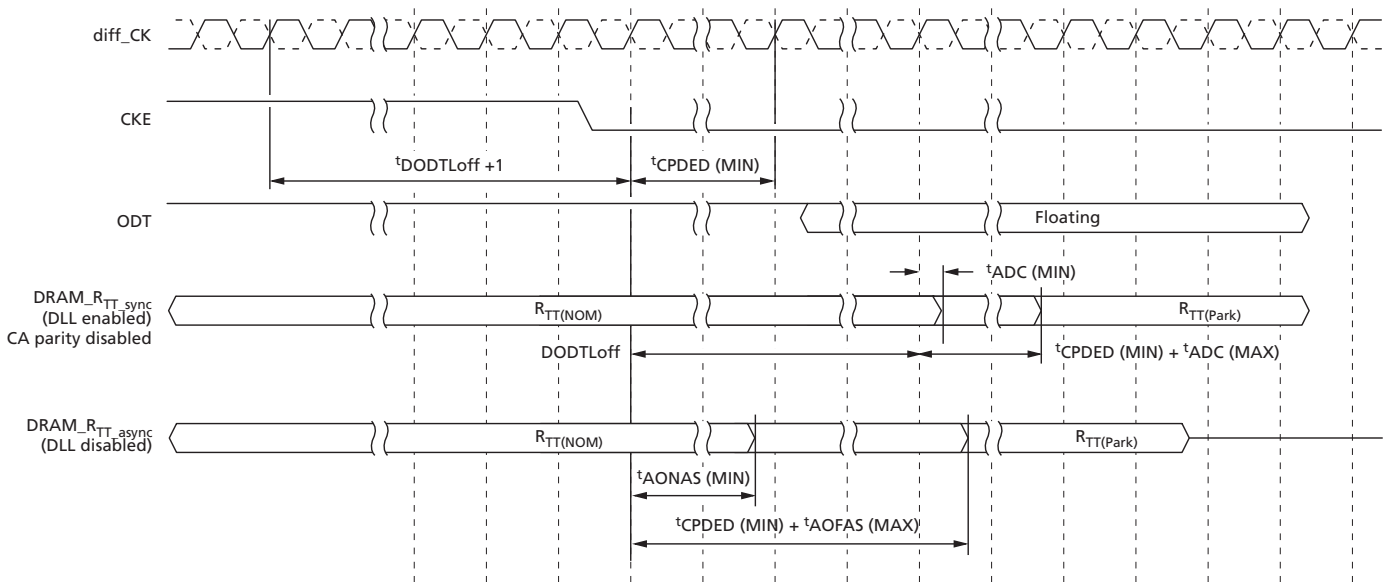 diff_CK
CKE
tDODTLoff +1
tCPDED (MIN)
ODT
Floating
tADC (MIN)
DRAM_RTT_sync
(DLL enabled)
CA parity disabled
RTT(NOM)
RTT(Park)
DODTLoff
tCPDED (MIN) + tADC (MAX)
DRAM_RTT_async
(DLL disabled)
RTT(NOM)
RTT(Park)
tAONAS (MIN)
tCPDED (MIN) + tAOFAS (MAX)